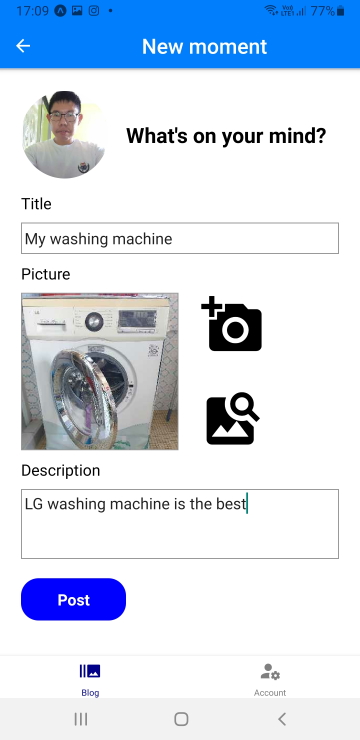 17:09
77%
New moment
What's on your mind?
Title
My washing machine
Picture
Description
LG washing machine is the best
Post
Blog
Account